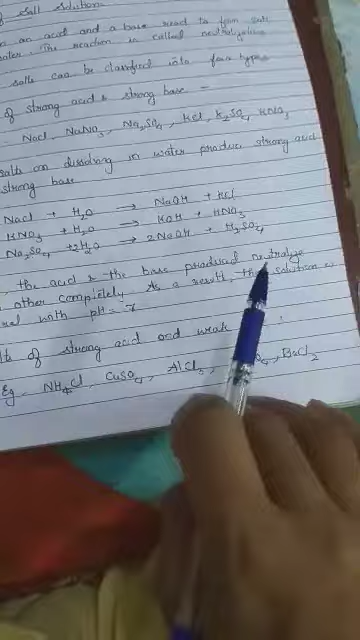 of salt solution
an acid and a base react to form salt
water. The reaction is called neutralization
salts can be classified into four types
of strong acid & strong base -
NaCl, NaNO3, Na2SO4, KCl, K2SO4, KNO3
salts on dissolving in water produce strong acid
strong base
NaCl + H2O → NaOH + HCl
KNO3 + H2O → KOH + HNO3
Na2SO4 + 2H2O → 2NaOH + H2SO4
the acid & the base produced neutralize
other completely. As a result, the solution is
with pH = 7
of strong acid and weak
Eg. NH4Cl, CuSO4, AlCl3, BaCl2